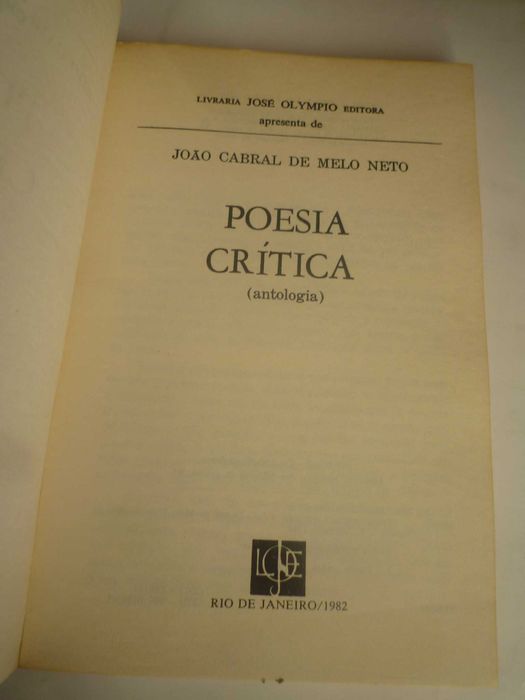 LIVRARIA JOSÉ OLYMPIO EDITORA
apresenta de
JOÃO CABRAL DE MELO NETO
POESIA
CRÍTICA
(antologia)
RIO DE JANEIRO/1982